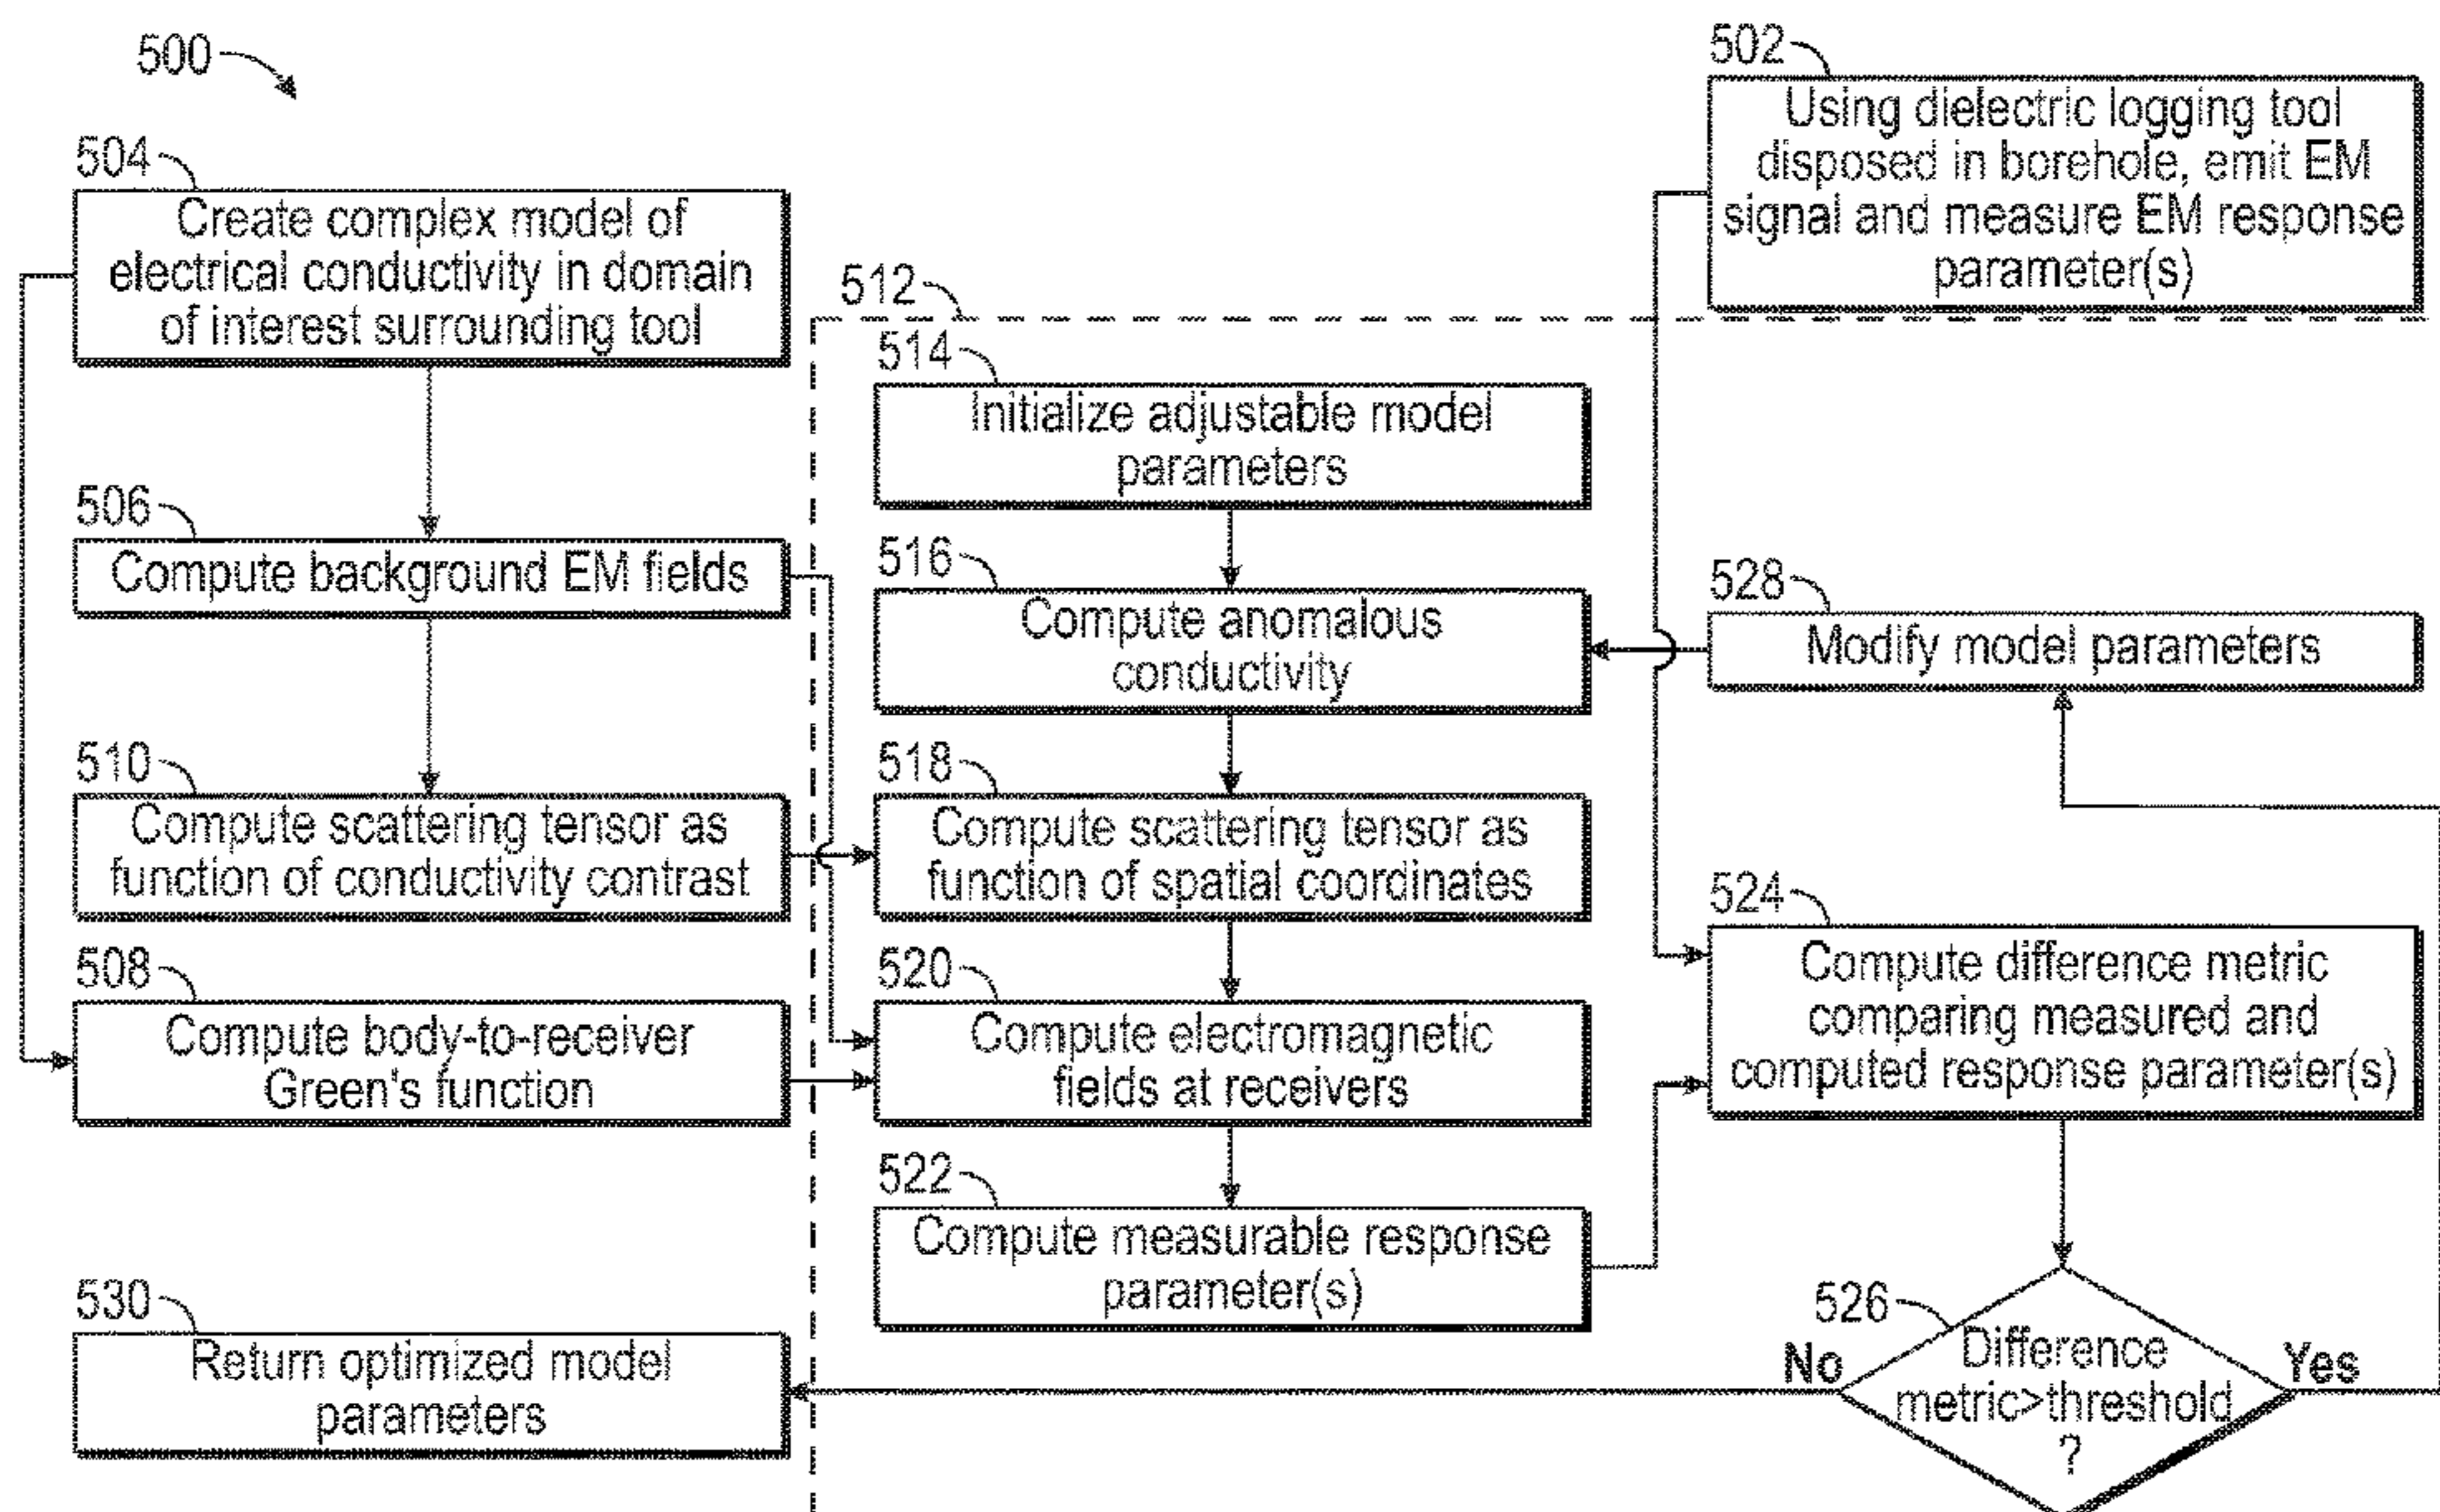 500
504
Create complex model of
electrical conductivity in domain
of interest surrounding tool
506
Compute background EM fields
510
Compute scattering tensor as
function of conductivity contrast
508
Compute body-to-receiver
Green's function
530
Return optimized model
parameters
512
514
Initialize adjustable model
parameters
516
Compute anomalous
conductivity
518
Compute scattering tensor as
function of spatial coordinates
520
Compute electromagnetic
fields at receivers
522
Compute measurable response
parameter(s)
502
Using dielectric logging tool
disposed in borehole, emit EM
signal and measure EM response
parameter(s)
528
Modify model parameters
524
Compute difference metric
comparing measured and
computed response parameter(s)
526
Difference
metric>threshold
?
No
Yes